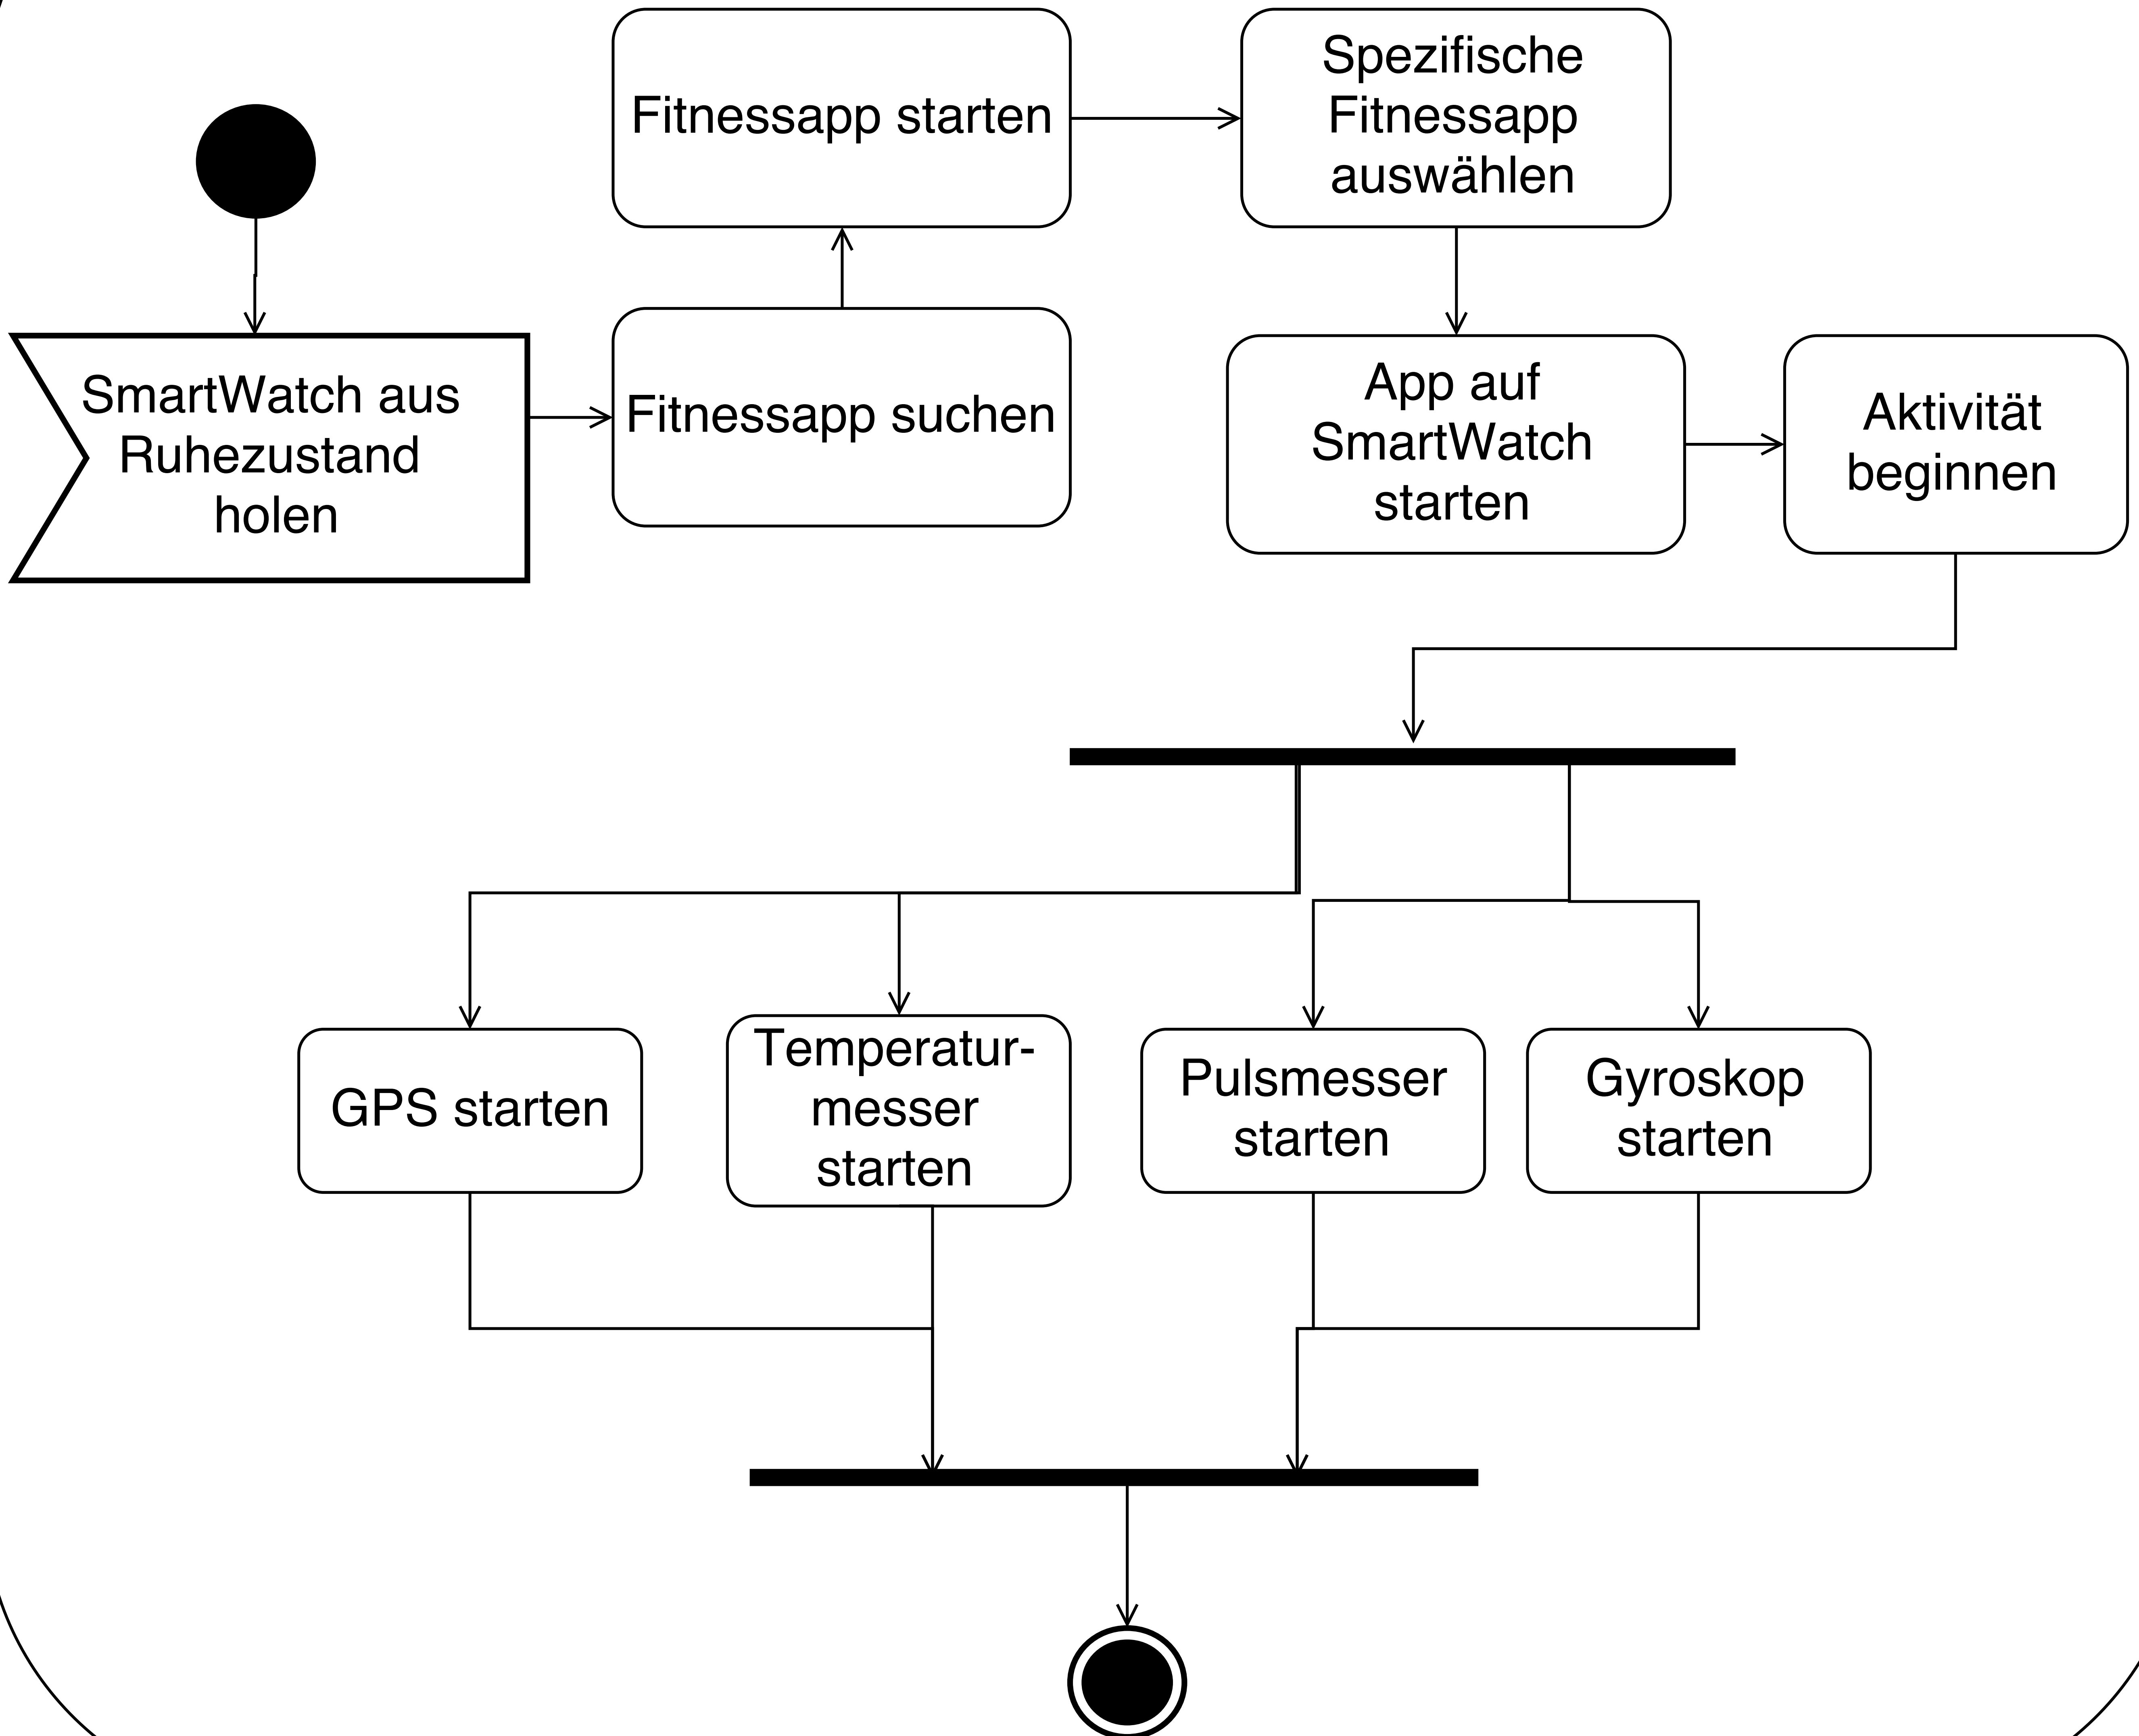 SmartWatch aus
Ruhezustand
holen
Fitnessapp suchen
Fitnessapp starten
Spezifische
Fitnessapp
auswählen
App auf
SmartWatch
starten
Aktivität
beginnen
GPS starten
Temperatur-
messer
starten
Pulsmesser
starten
Gyroskop
starten